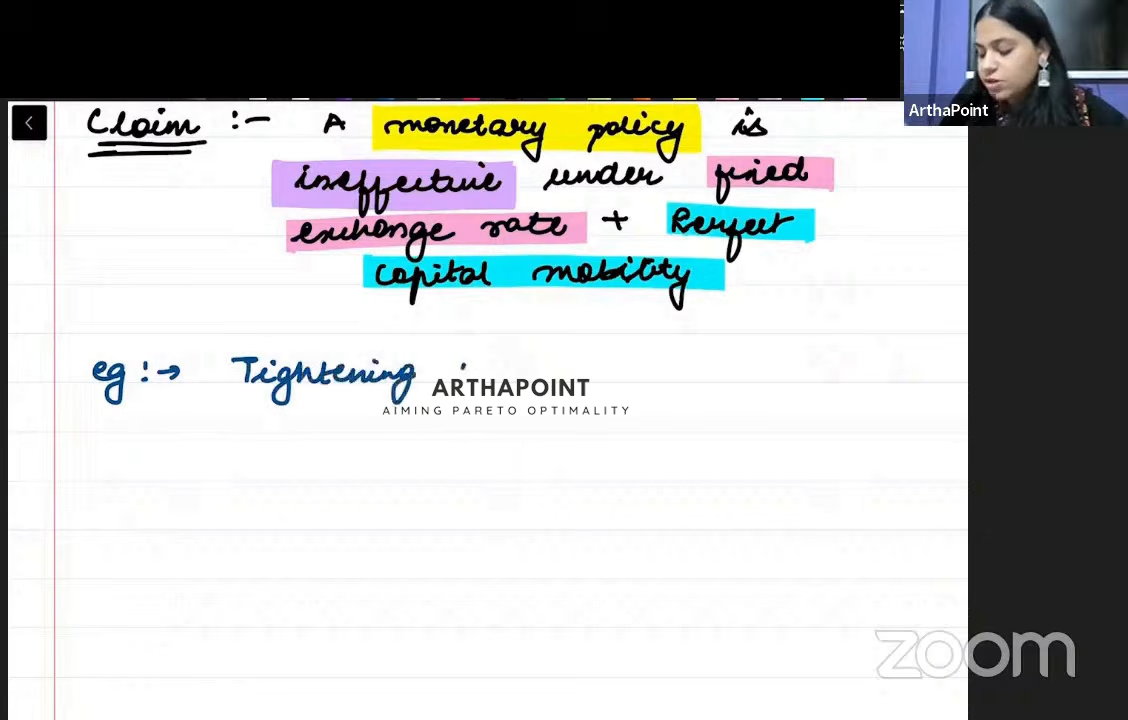 ArthaPoint
Claim :- A monetary policy is
ineffective under fixed
exchange rate + Perfect
capital mobility
eg :→ Tightening
ARTHAPOINT
AIMING PARETO OPTIMALITY
zoom